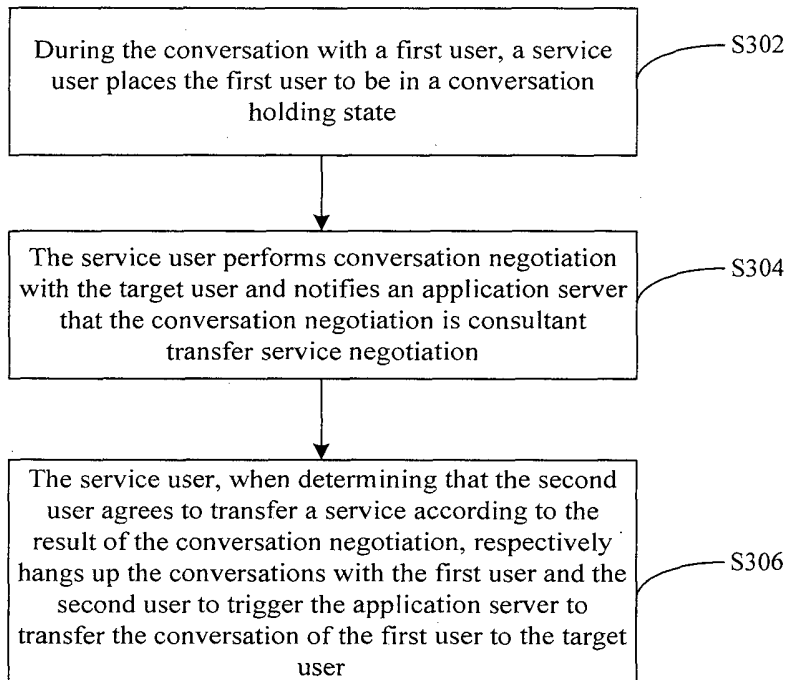 During the conversation with a first user, a service
user places the first user to be in a conversation
holding state
S302
The service user performs conversation negotiation
with the target user and notifies an application server
that the conversation negotiation is consultant
transfer service negotiation
S304
The service user, when determining that the second
user agrees to transfer a service according to the
result of the conversation negotiation, respectively
hangs up the conversations with the first user and the
second user to trigger the application server to
transfer the conversation of the first user to the target
user
S306